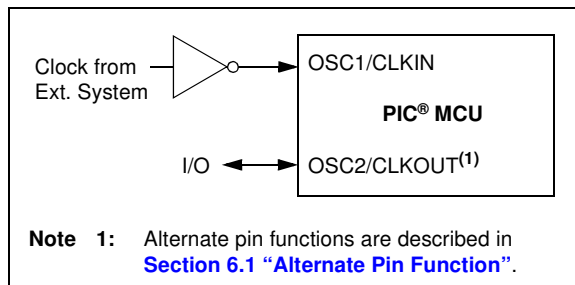 Clock from
Ext. System
OSC1/CLKIN
PIC® MCU
I/O
OSC2/CLKOUT(1)
Note 1: Alternate pin functions are described in
Section 6.1 “Alternate Pin Function”.